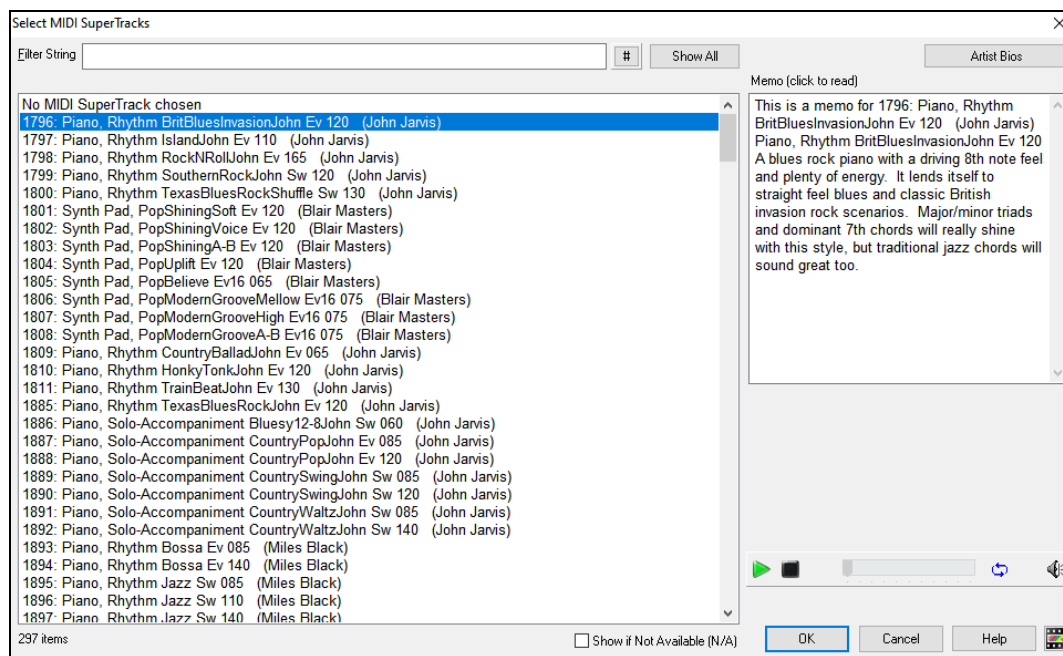 Select MIDI SuperTracks
Filter String
#
Show All
Artist Bios
Memo (click to read)
No MIDI SuperTrack chosen
1796: Piano, Rhythm BritBluesInvasionJohn Ev 120 (John Jarvis)
1797: Piano, Rhythm IslandJohn Ev 110 (John Jarvis)
1798: Piano, Rhythm RockNRollJohn Ev 165 (John Jarvis)
1799: Piano, Rhythm SouthernRockJohn Sw 120 (John Jarvis)
1800: Piano, Rhythm TexasBluesRockShuffle Sw 130 (John Jarvis)
1801: Synth Pad, PopShiningSoft Ev 120 (Blair Masters)
1802: Synth Pad, PopShiningVoice Ev 120 (Blair Masters)
1803: Synth Pad, PopShiningA-B Ev 120 (Blair Masters)
1804: Synth Pad, PopUplift Ev 120 (Blair Masters)
1805: Synth Pad, PopBelieve Ev16 065 (Blair Masters)
1806: Synth Pad, PopModernGrooveMellow Ev16 075 (Blair Masters)
1807: Synth Pad, PopModernGrooveHigh Ev16 075 (Blair Masters)
1808: Synth Pad, PopModernGrooveA-B Ev16 075 (Blair Masters)
1809: Piano, Rhythm CountryBalladJohn Ev 065 (John Jarvis)
1810: Piano, Rhythm HonkyTonkJohn Ev 120 (John Jarvis)
1811: Piano, Rhythm TrainBeatJohn Ev 130 (John Jarvis)
1885: Piano, Rhythm TexasBluesRockJohn Ev 120 (John Jarvis)
1886: Piano, Solo-Accompaniment Bluesy12-8John Sw 060 (John Jarvis)
1887: Piano, Solo-Accompaniment CountryPopJohn Ev 085 (John Jarvis)
1888: Piano, Solo-Accompaniment CountryPopJohn Ev 120 (John Jarvis)
1889: Piano, Solo-Accompaniment CountrySwingJohn Sw 085 (John Jarvis)
1890: Piano, Solo-Accompaniment CountrySwingJohn Sw 120 (John Jarvis)
1891: Piano, Solo-Accompaniment CountryWaltzJohn Sw 085 (John Jarvis)
1892: Piano, Solo-Accompaniment CountryWaltzJohn Sw 140 (John Jarvis)
1893: Piano, Rhythm Bossa Ev 085 (Miles Black)
1894: Piano, Rhythm Bossa Ev 140 (Miles Black)
1895: Piano, Rhythm Jazz Sw 085 (Miles Black)
1896: Piano, Rhythm Jazz Sw 110 (Miles Black)
1897: Piano, Rhythm Jazz Sw 140 (Miles Black)
This is a memo for 1796: Piano, Rhythm
BritBluesInvasionJohn Ev 120 (John Jarvis)
Piano, Rhythm BritBluesInvasionJohn Ev 120
A blues rock piano with a driving 8th note feel
and plenty of energy. It lends itself to
straight feel blues and classic British
invasion rock scenarios. Major/minor triads
and dominant 7th chords will really shine
with this style, but traditional jazz chords will
sound great too.
297 items
Show if Not Available (N/A)
OK
Cancel
Help